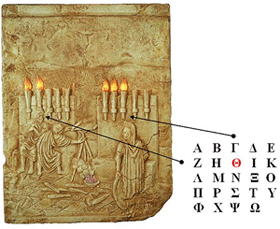 Α Β Γ Δ Ε
Ζ Η Θ Ι Κ
Λ Μ Ν Ξ Ο
Π Ρ Σ Τ Υ
Φ Χ Ψ Ω